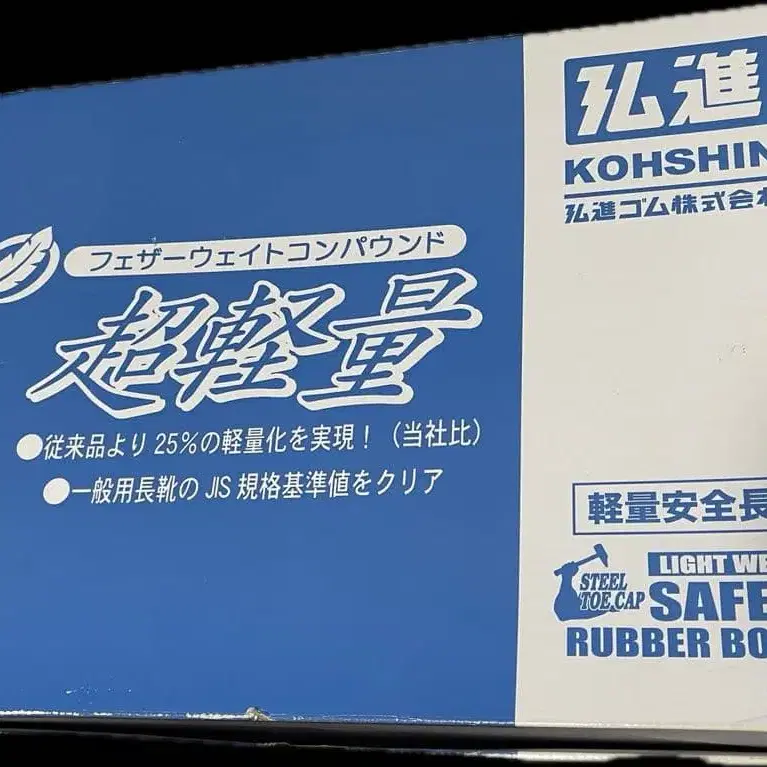 フェザーウェイトコンパウンド
超軽量
●従来品より25%の軽量化を実現！（当社比）
●一般用長靴のJIS規格基準値をクリア
弘進
KOHSHIN
弘進ゴム株式会
軽量安全長
STEEL
TOE CAP
LIGHT WE
SAFE
RUBBER BO